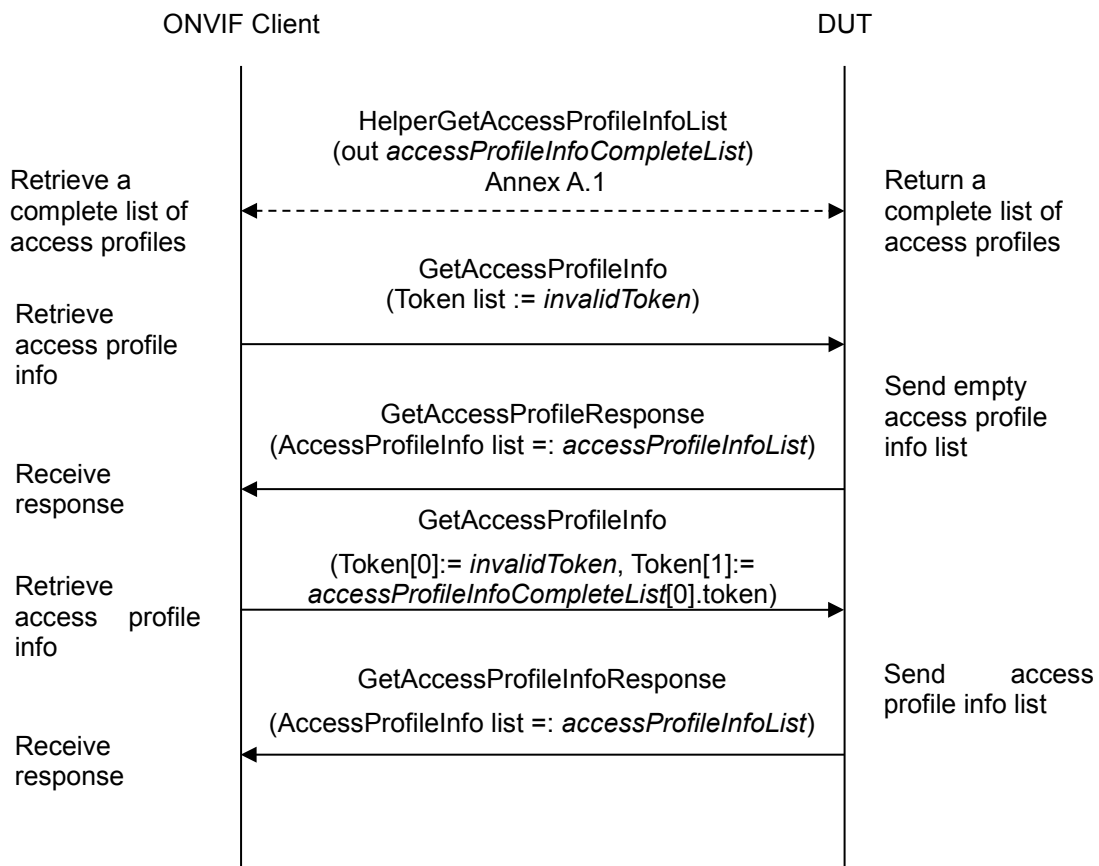 ONVIF Client
DUT
HelperGetAccessProfileInfoList
(out accessProfileInfoCompleteList)
Annex A.1
Retrieve a
complete list of
access profiles
Return a
complete list of
access profiles
GetAccessProfileInfo
(Token list := invalidToken)
Retrieve
access profile
info
Send empty
access profile
info list
GetAccessProfileResponse
(AccessProfileInfo list =: accessProfileInfoList)
Receive
response
GetAccessProfileInfo
(Token[0]:= invalidToken, Token[1]:=
accessProfileInfoCompleteList[0].token)
Retrieve
access profile
info
Send access
profile info list
GetAccessProfileInfoResponse
(AccessProfileInfo list =: accessProfileInfoList)
Receive
response